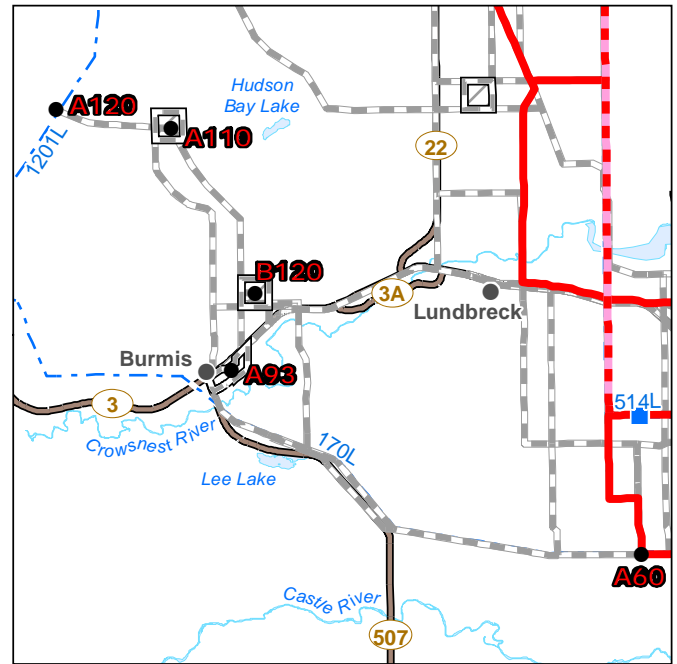 Hudson
Bay Lake
A120
A110
1201L
22
B120
3A
Lundbreck
Burmis
A93
3
514L
Crowsnest River
170L
Lee Lake
A60
Castle River
507